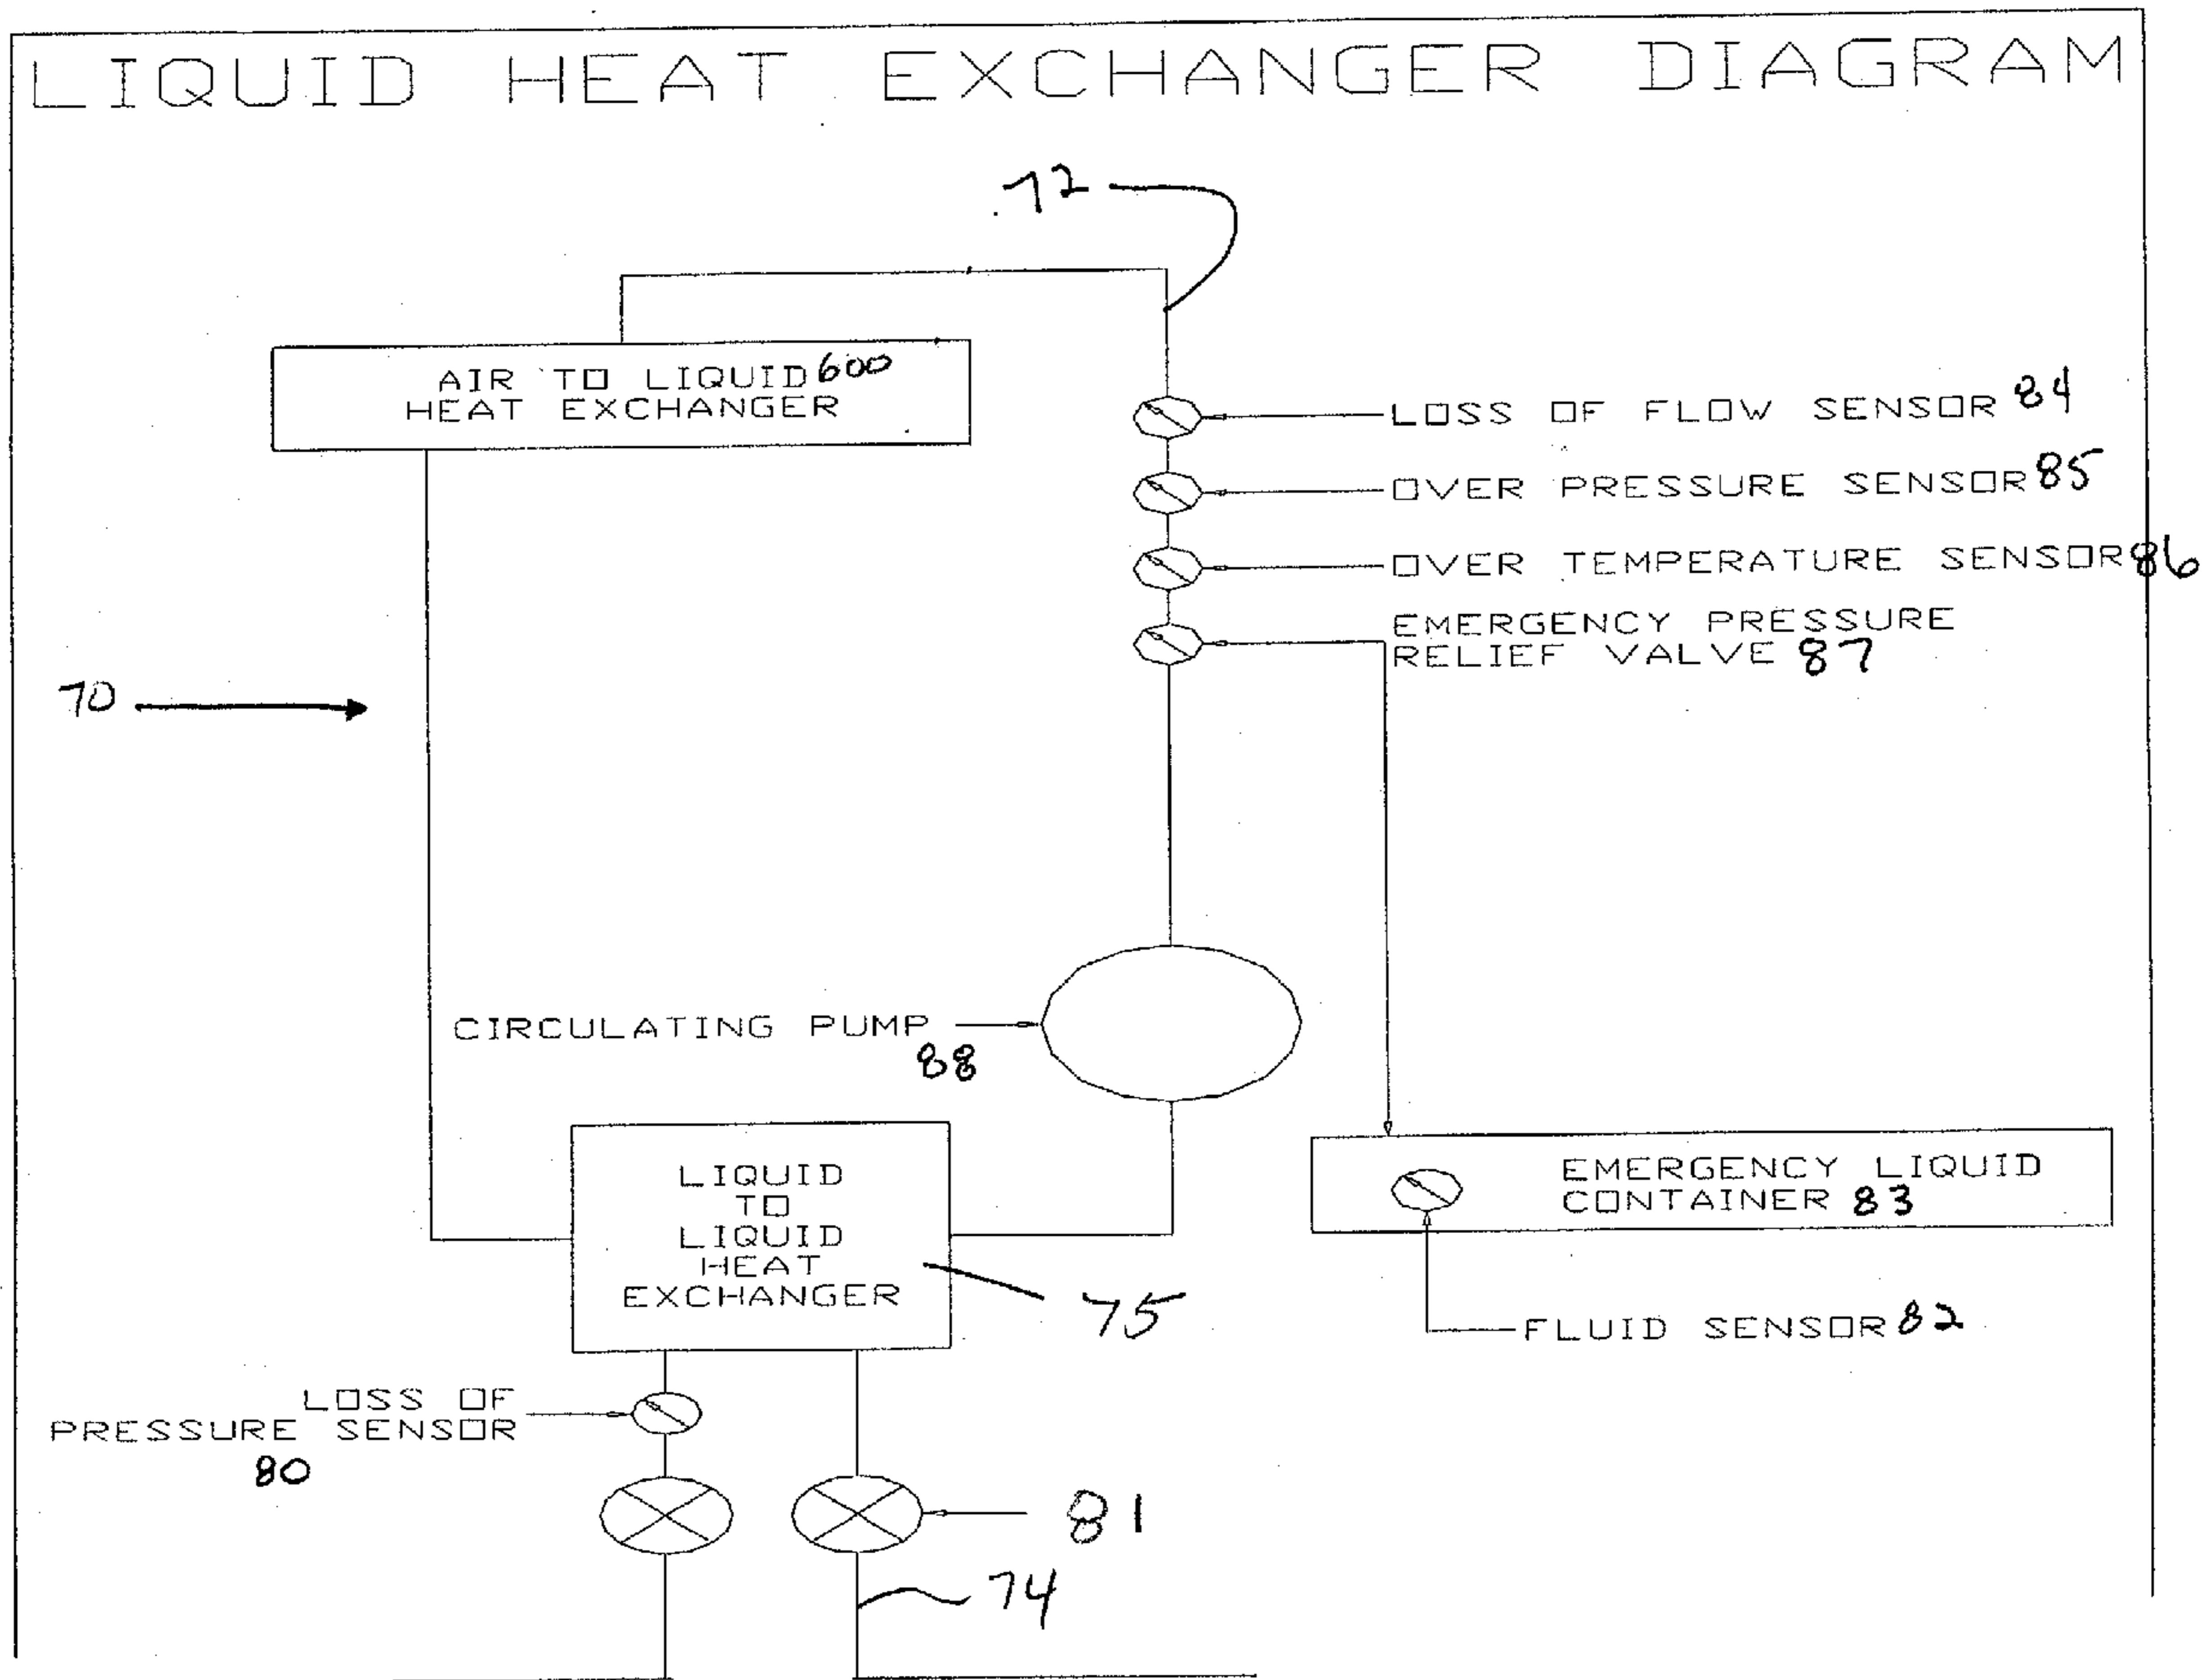 LIQUID HEAT EXCHANGER DIAGRAM
72
AIR TO LIQUID 600
HEAT EXCHANGER
LOSS OF FLOW SENSOR 84
OVER PRESSURE SENSOR 85
OVER TEMPERATURE SENSOR 86
EMERGENCY PRESSURE
RELIEF VALVE 87
70
CIRCULATING PUMP
88
LIQUID
TO
LIQUID
HEAT
EXCHANGER
75
EMERGENCY LIQUID
CONTAINER 83
FLUID SENSOR 82
LOSS OF
PRESSURE SENSOR
80
81
74